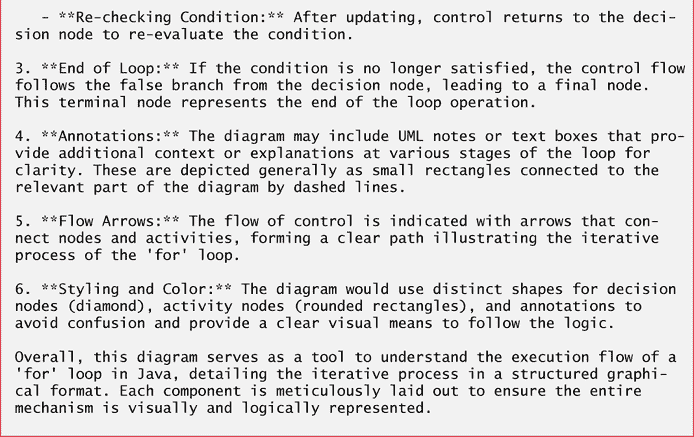 - **Re-checking Condition:** After updating, control returns to the deci-
sion node to re-evaluate the condition.
3. **End of Loop:** If the condition is no longer satisfied, the control flow
follows the false branch from the decision node, leading to a final node.
This terminal node represents the end of the loop operation.
4. **Annotations:** The diagram may include UML notes or text boxes that pro-
vide additional context or explanations at various stages of the loop for
clarity. These are depicted generally as small rectangles connected to the
relevant part of the diagram by dashed lines.
5. **Flow Arrows:** The flow of control is indicated with arrows that con-
nect nodes and activities, forming a clear path illustrating the iterative
process of the 'for' loop.
6. **Styling and Color:** The diagram would use distinct shapes for decision
nodes (diamond), activity nodes (rounded rectangles), and annotations to
avoid confusion and provide a clear visual means to follow the logic.
Overall, this diagram serves as a tool to understand the execution flow of a
'for' loop in Java, detailing the iterative process in a structured graphi-
cal format. Each component is meticulously laid out to ensure the entire
mechanism is visually and logically represented.